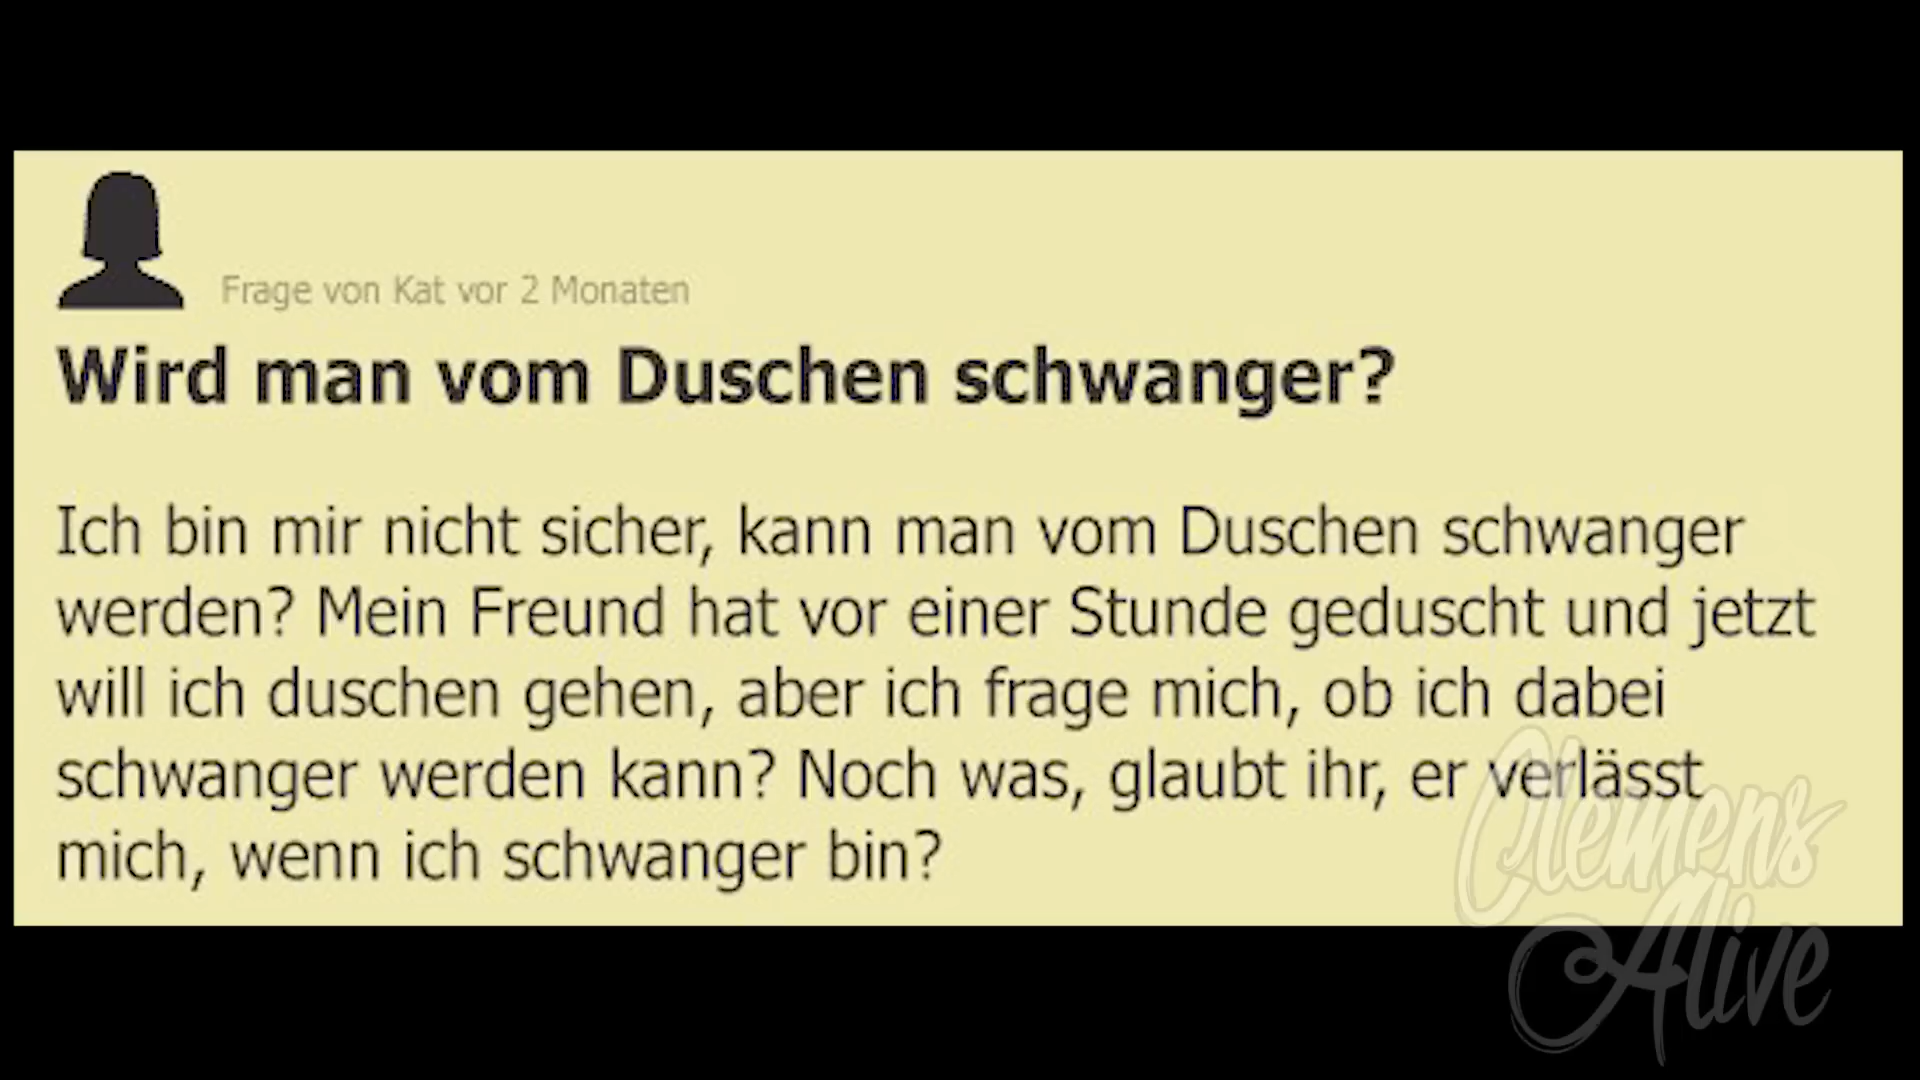 Frage von Kat vor 2 Monaten
Wird man vom Duschen schwanger?
Ich bin mir nicht sicher, kann man vom Duschen schwanger
werden? Mein Freund hat vor einer Stunde geduscht und jetzt
will ich duschen gehen, aber ich frage mich, ob ich dabei
schwanger werden kann? Noch was, glaubt ihr, er verlässt
mich, wenn ich schwanger bin?
Clemens
Alive